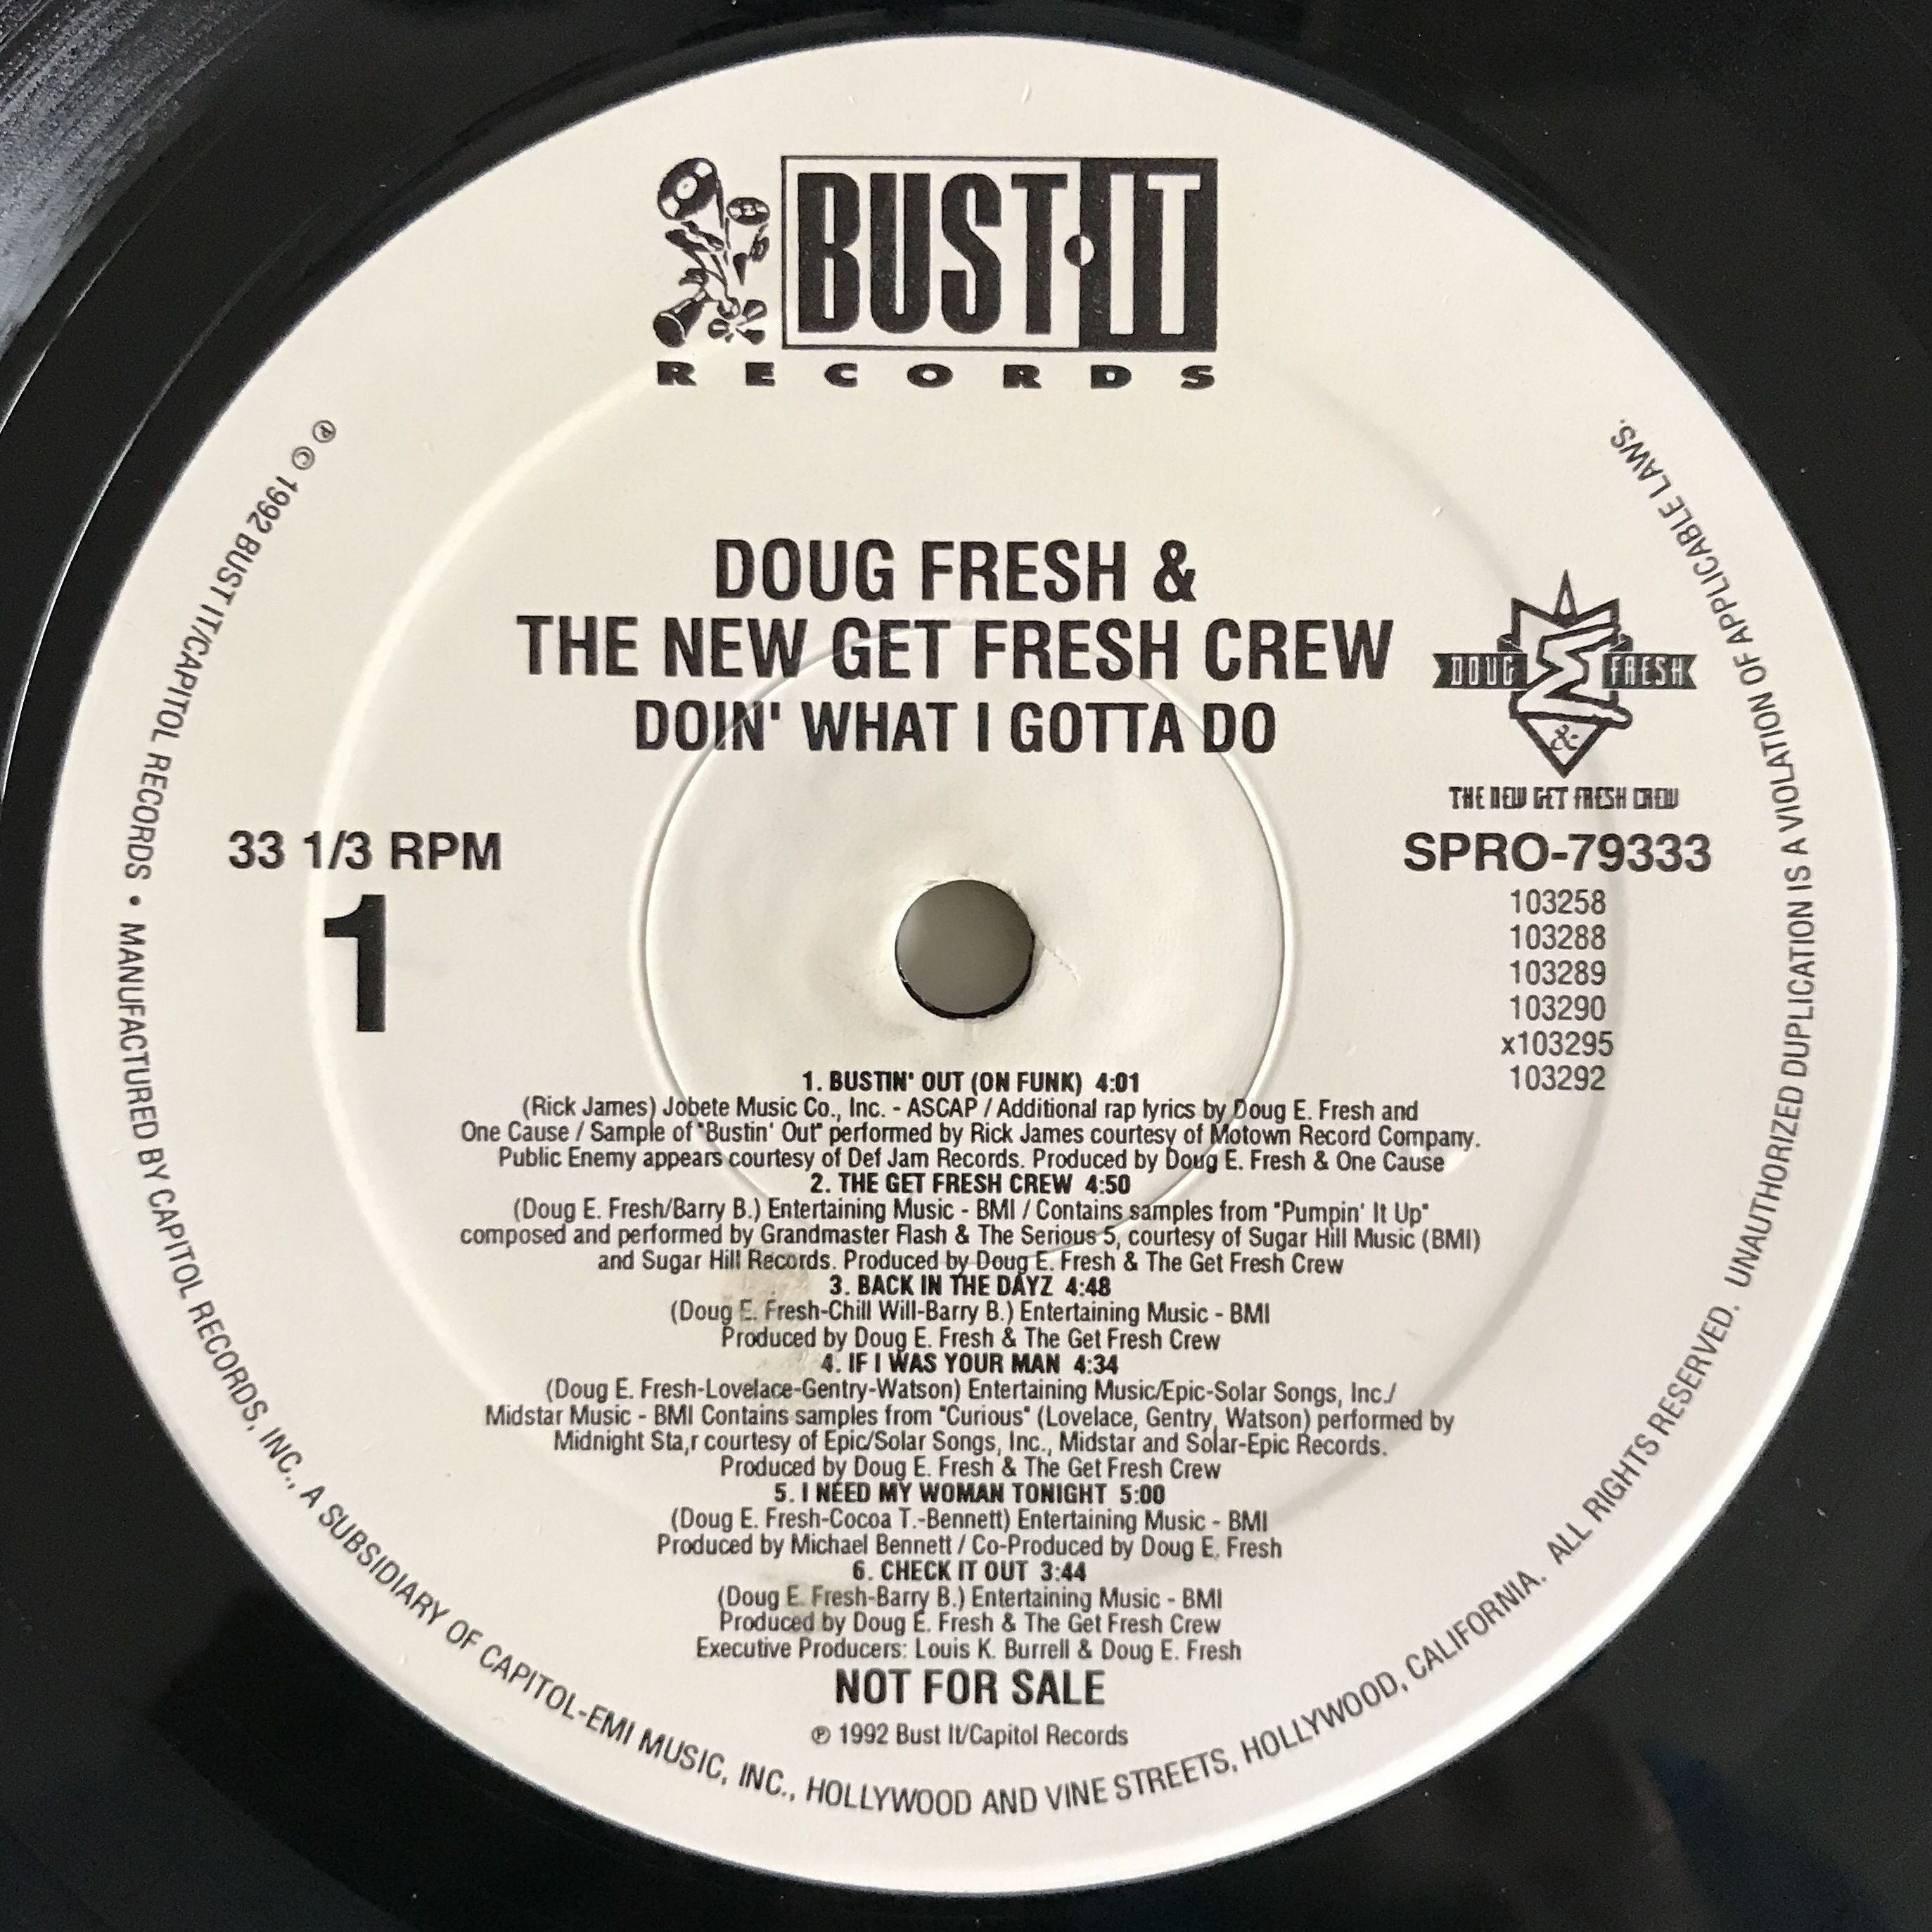 BUST IT
RECORDS
DOUG FRESH &
THE NEW GET FRESH CREW
DOIN' WHAT I GOTTA DO
DOUG E FRESH
&
THE NEW GET FRESH CREW
33 1/3 RPM
1
SPRO-79333
103258
103288
103289
103290
x103295
103292
1. BUSTIN' OUT (ON FUNK) 4:01
(Rick James) Jobete Music Co., Inc. - ASCAP / Additional rap lyrics by Doug E. Fresh and
One Cause / Sample of "Bustin' Out" performed by Rick James courtesy of Motown Record Company.
Public Enemy appears courtesy of Def Jam Records. Produced by Doug E. Fresh & One Cause
2. THE GET FRESH CREW 4:50
(Doug E. Fresh/Barry B.) Entertaining Music - BMI / Contains samples from "Pumpin' It Up"
composed and performed by Grandmaster Flash & The Serious 5, courtesy of Sugar Hill Music (BMI)
and Sugar Hill Records. Produced by Doug E. Fresh & The Get Fresh Crew
3. BACK IN THE DAYZ 4:48
(Doug E. Fresh-Chill Will-Barry B.) Entertaining Music - BMI
Produced by Doug E. Fresh & The Get Fresh Crew
4. IF I WAS YOUR MAN 4:34
(Doug E. Fresh-Lovelace-Gentry-Watson) Entertaining Music/Epic-Solar Songs, Inc./
Midstar Music - BMI Contains samples from "Curious" (Lovelace, Gentry, Watson) performed by
Midnight Sta,r courtesy of Epic/Solar Songs, Inc., Midstar and Solar-Epic Records.
Produced by Doug E. Fresh & The Get Fresh Crew
5. I NEED MY WOMAN TONIGHT 5:00
(Doug E. Fresh-Cocoa T.-Bennett) Entertaining Music - BMI
Produced by Michael Bennett / Co-Produced by Doug E. Fresh
6. CHECK IT OUT 3:44
(Doug E. Fresh-Barry B.) Entertaining Music - BMI
Produced by Doug E. Fresh & The Get Fresh Crew
Executive Producers: Louis K. Burrell & Doug E. Fresh
NOT FOR SALE
℗ 1992 Bust It/Capitol Records
℗ © 1992 BUST IT/CAPITOL RECORDS • MANUFACTURED BY CAPITOL RECORDS, INC., A SUBSIDIARY OF CAPITOL-EMI MUSIC, INC., HOLLYWOOD AND VINE STREETS, HOLLYWOOD, CALIFORNIA. ALL RIGHTS RESERVED. UNAUTHORIZED DUPLICATION IS A VIOLATION OF APPLICABLE LAWS.